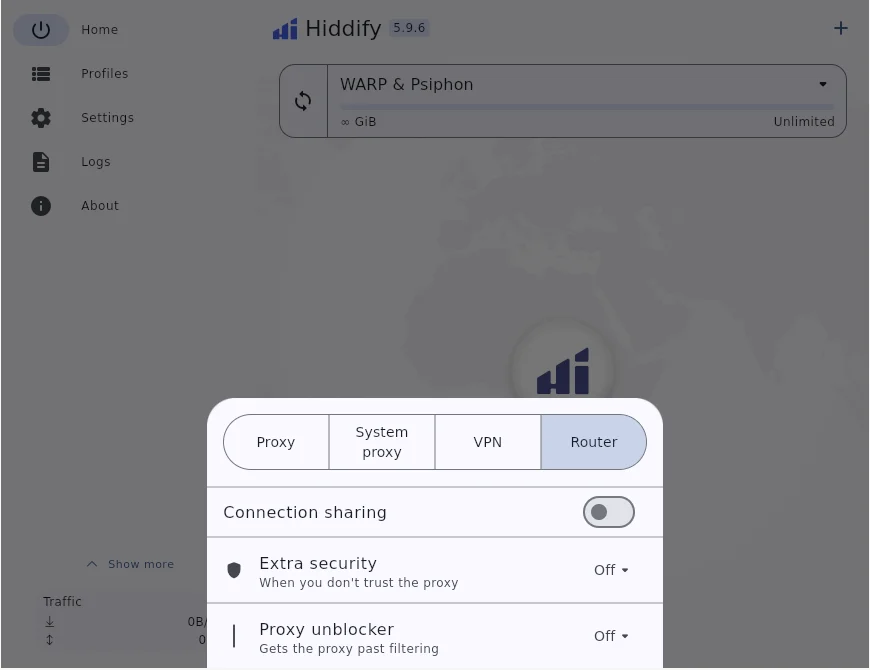 Home
Hiddify 5.9.6
Profiles
WARP & Psiphon
∞ GiB
Unlimited
Settings
Logs
About
Proxy
System
proxy
VPN
Router
Connection sharing
Extra security
When you don't trust the proxy
Off
Proxy unblocker
Gets the proxy past filtering
Off
Show more
Traffic
0B/
0